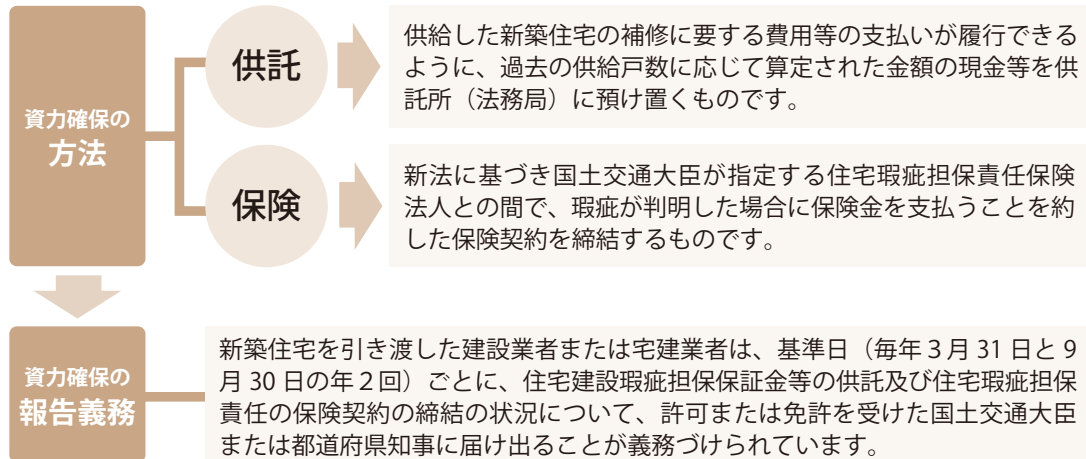 資力確保の
方法
供託
供給した新築住宅の補修に要する費用等の支払いが履行できる
ように、過去の供給戸数に応じて算定された金額の現金等を供
託所（法務局）に預け置くものです。
保険
新法に基づき国土交通大臣が指定する住宅瑕疵担保責任保険
法人との間で、瑕疵が判明した場合に保険金を支払うことを約
した保険契約を締結するものです。
資力確保の
報告義務
新築住宅を引き渡した建設業者または宅建業者は、基準日（毎年３月 31 日と９
月 30 日の年２回）ごとに、住宅建設瑕疵担保保証金等の供託及び住宅瑕疵担保
責任の保険契約の締結の状況について、許可または免許を受けた国土交通大臣
または都道府県知事に届け出ることが義務づけられています。